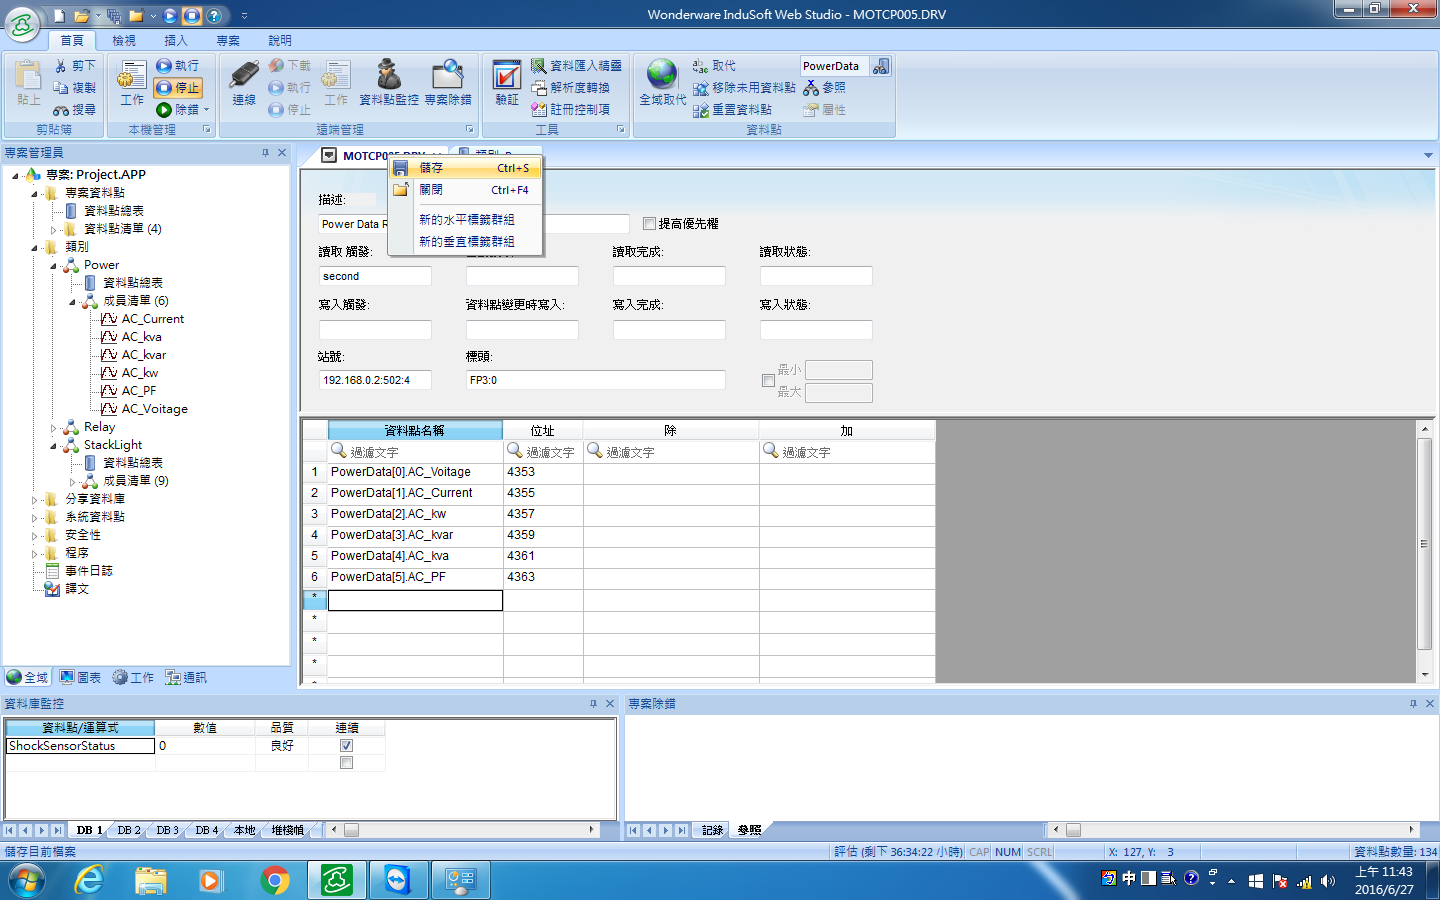 Wonderware InduSoft Web Studio - MOTCP005.DRV
首頁 檢視 插入 專案 說明
貼上 剪下 複製 搜尋 剪貼簿
工作 執行 停止 除錯 本機管理
連線 下載 執行 停止 工作 資料點監控 專案除錯 遠端管理
驗証 資料匯入精靈 解析度轉換 註冊控制項 工具
全域取代 取代 移除未用資料點 重置資料點 PowerData 參照 屬性 資料點
專案管理員
專案: Project.APP
專案資料點
資料點總表
資料點清單 (4)
類別
Power
資料點總表
成員清單 (6)
AC_Current
AC_kva
AC_kvar
AC_kw
AC_PF
AC_Voitage
Relay
StackLight
資料點總表
成員清單 (9)
分享資料庫
系統資料點
安全性
程序
事件日誌
譯文
全域 圖表 工作 通訊
儲存 Ctrl+S
關閉 Ctrl+F4
新的水平標籤群組
新的垂直標籤群組
描述:
Power Data R
提高優先權
讀取 觸發: 讀取完成: 讀取狀態:
second
寫入觸發: 資料點變更時寫入: 寫入完成: 寫入狀態:
站號: 標頭:
192.168.0.2:502:4 FP3:0
最小
最大
資料點名稱 位址 除 加
過濾文字 過濾文字 過濾文字 過濾文字
1 PowerData[0].AC_Voitage 4353
2 PowerData[1].AC_Current 4355
3 PowerData[2].AC_kw 4357
4 PowerData[3].AC_kvar 4359
5 PowerData[4].AC_kva 4361
6 PowerData[5].AC_PF 4363
*
*
*
*
資料庫監控
資料點/運算式 數值 品質 連續
ShockSensorStatus 0 良好
DB 1 DB 2 DB 3 DB 4 本地 堆棧幀
專案除錯
記錄 參照
儲存目前檔案
評估 (剩下 36:34:22 小時) CAP NUM SCRL X: 127, Y: 3 資料點數量: 134
中
上午 11:43
2016/6/27